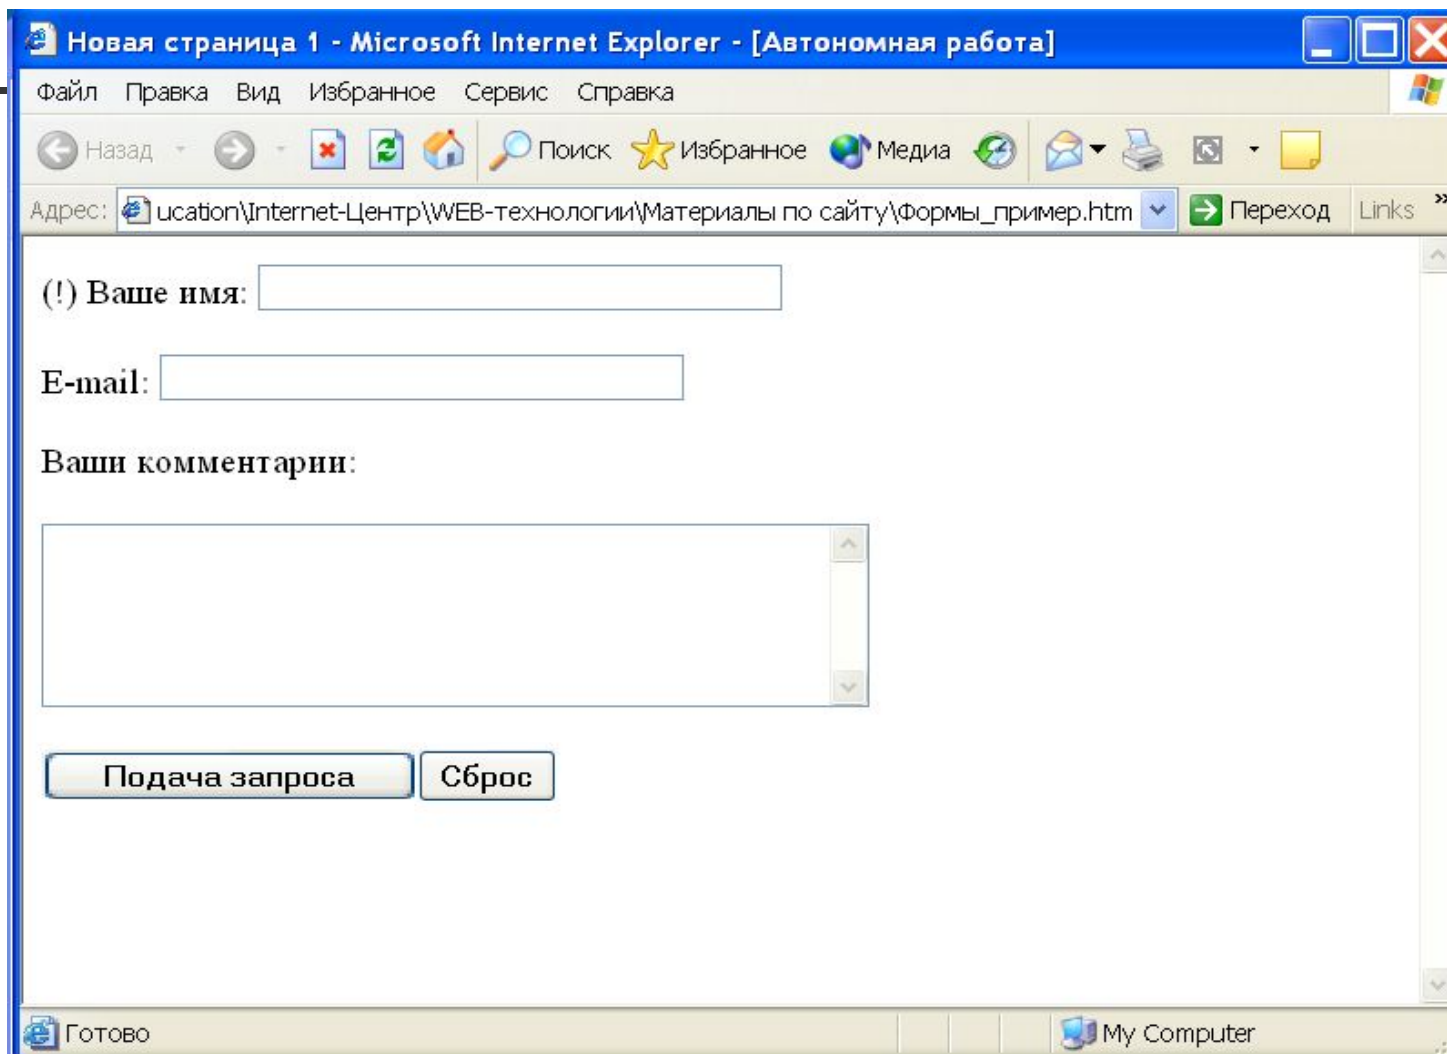 Новая страница 1 - Microsoft Internet Explorer - [Автономная работа]
Файл Правка Вид Избранное Сервис Справка
Назад Поиск Избранное Медиа
Адрес: ucation\Internet-Центр\WEB-технологии\Материалы по сайту\Формы_пример.htm Переход Links »
(!) Ваше имя:
E-mail:
Ваши комментарии:
Подача запроса Сброс
Готово My Computer